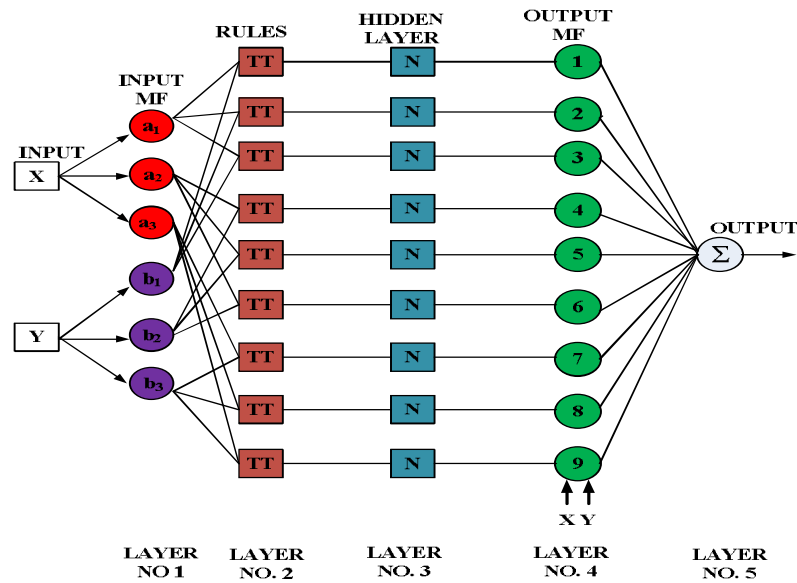 RULES
HIDDEN
LAYER
OUTPUT
MF
INPUT
MF
INPUT
X
Y
a1
a2
a3
b1
b2
b3
TT
TT
TT
TT
TT
TT
TT
TT
TT
N
N
N
N
N
N
N
N
N
1
2
3
4
5
6
7
8
9
X Y
OUTPUT
Σ
LAYER
NO 1
LAYER
NO. 2
LAYER
NO. 3
LAYER
NO. 4
LAYER
NO. 5